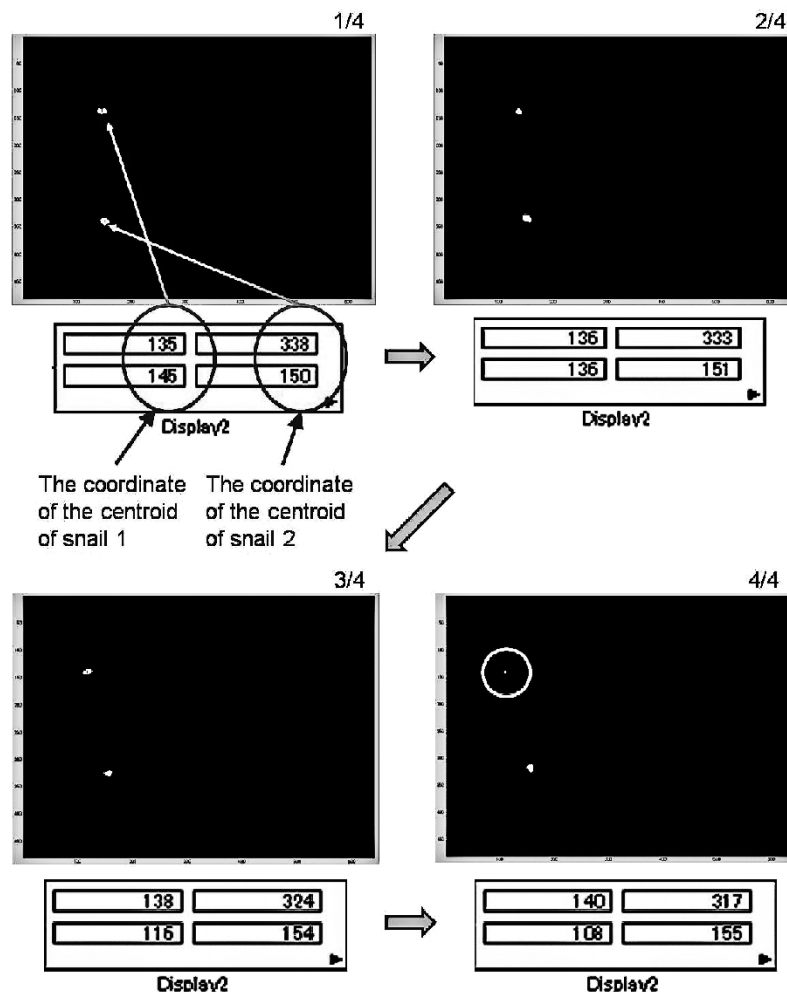 1/4
2/4
135 338
145 150
Display2
136 333
136 151
Display2
The coordinate
of the centroid
of snail 1
The coordinate
of the centroid
of snail 2
3/4
4/4
138 324
116 154
Display2
140 317
108 155
Display2